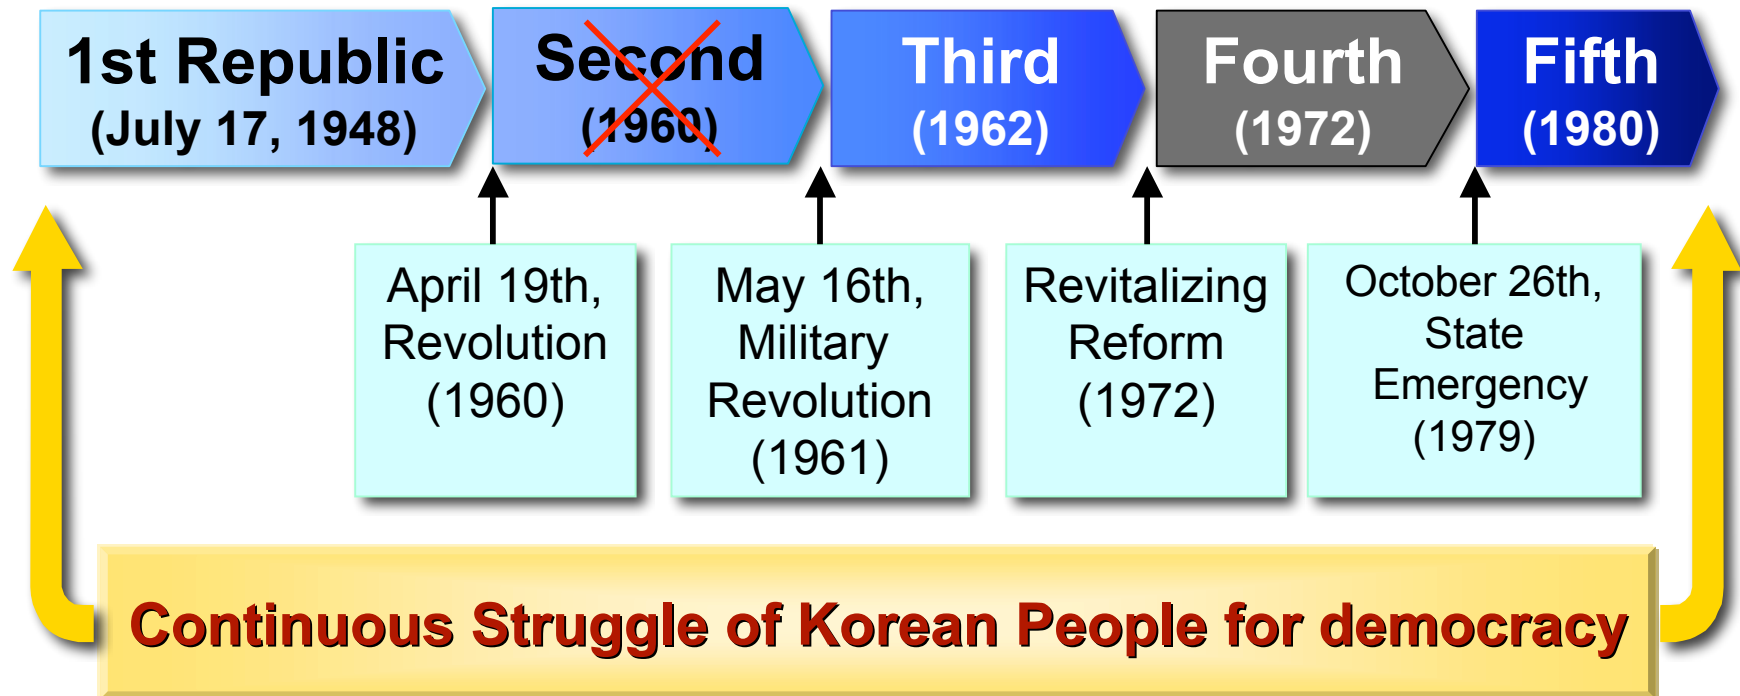 1st Republic
(July 17, 1948)
Second
(1960)
Third
(1962)
Fourth
(1972)
Fifth
(1980)
April 19th,
Revolution
(1960)
May 16th,
Military
Revolution
(1961)
Revitalizing
Reform
(1972)
October 26th,
State
Emergency
(1979)
Continuous Struggle of Korean People for democracy